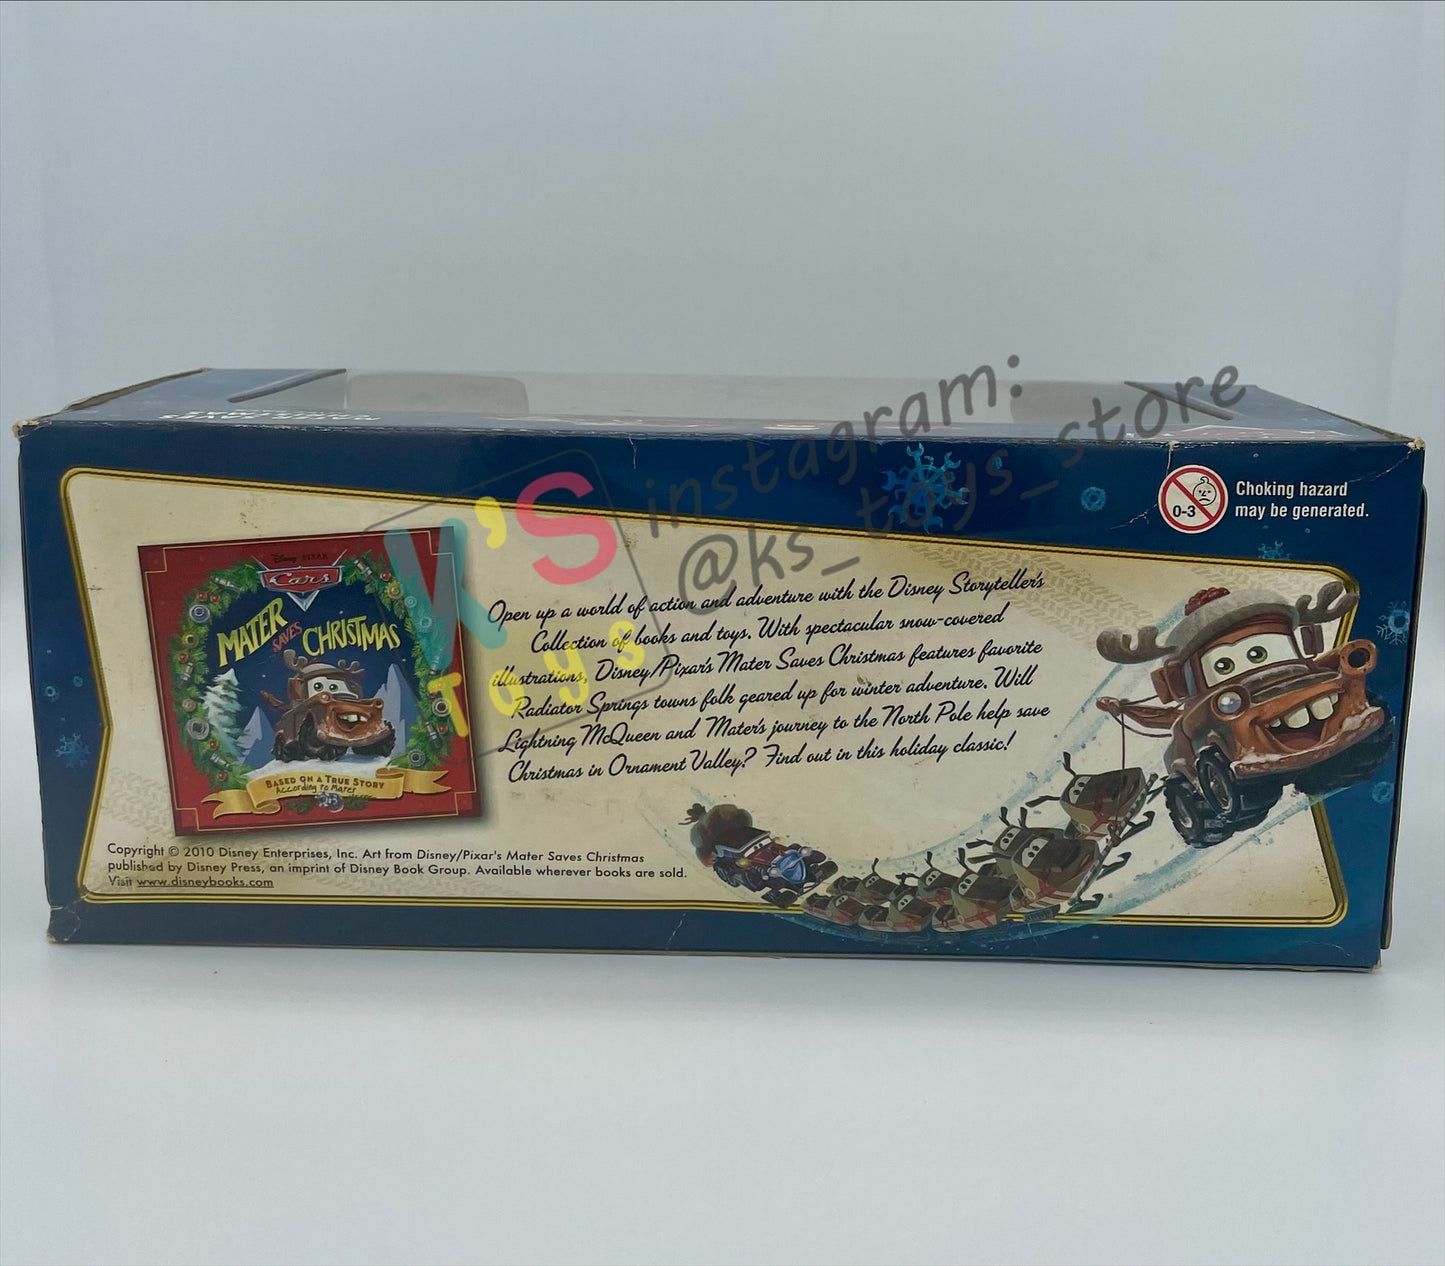 instagram:
@ks_toys_store
K'S
Toys
0-3
Choking hazard
may be generated.
Disney PIXAR
Cars
MATER
SAVES
CHRISTMAS
BASED ON A TRUE STORY
According to Mater
Open up a world of action and adventure with the Disney Storyteller's
Collection of books and toys. With spectacular snow-covered
illustrations, Disney/Pixar's Mater Saves Christmas features favorite
Radiator Springs towns folk geared up for winter adventure. Will
Lightning McQueen and Mater's journey to the North Pole help save
Christmas in Ornament Valley? Find out in this holiday classic!
Copyright © 2010 Disney Enterprises, Inc. Art from Disney/Pixar's Mater Saves Christmas
published by Disney Press, an imprint of Disney Book Group. Available wherever books are sold.
Visit www.disneybooks.com